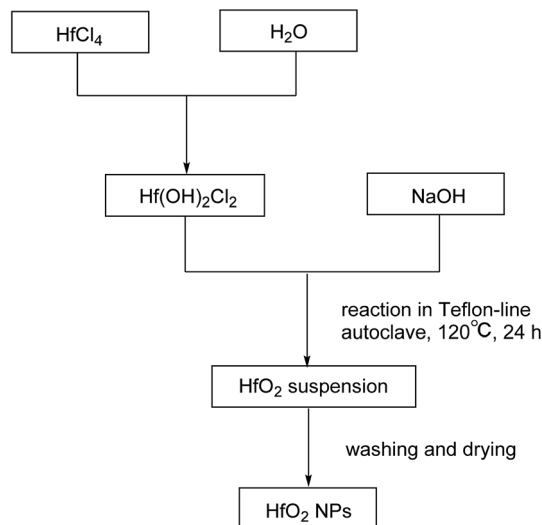 HfCl₄
H₂O
Hf(OH)₂Cl₂
NaOH
reaction in Teflon-line
autoclave, 120℃, 24 h
HfO₂ suspension
washing and drying
HfO₂ NPs